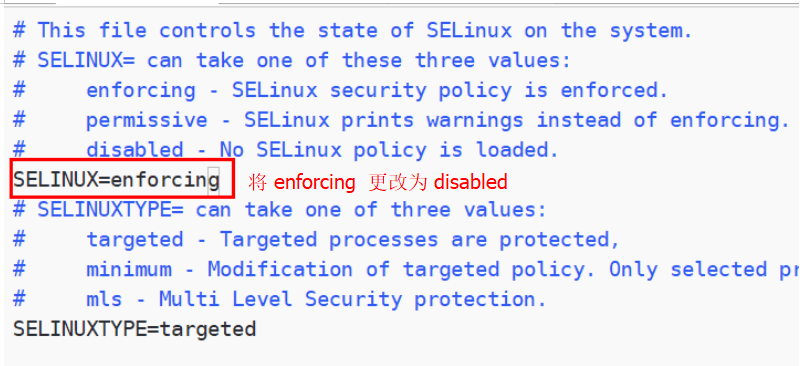 # This file controls the state of SELinux on the system.
# SELINUX= can take one of these three values:
#     enforcing - SELinux security policy is enforced.
#     permissive - SELinux prints warnings instead of enforcing.
#     disabled - No SELinux policy is loaded.
SELINUX=enforcing 将 enforcing 更改为 disabled
# SELINUXTYPE= can take one of three values:
#     targeted - Targeted processes are protected,
#     minimum - Modification of targeted policy. Only selected pr
#     mls - Multi Level Security protection.
SELINUXTYPE=targeted